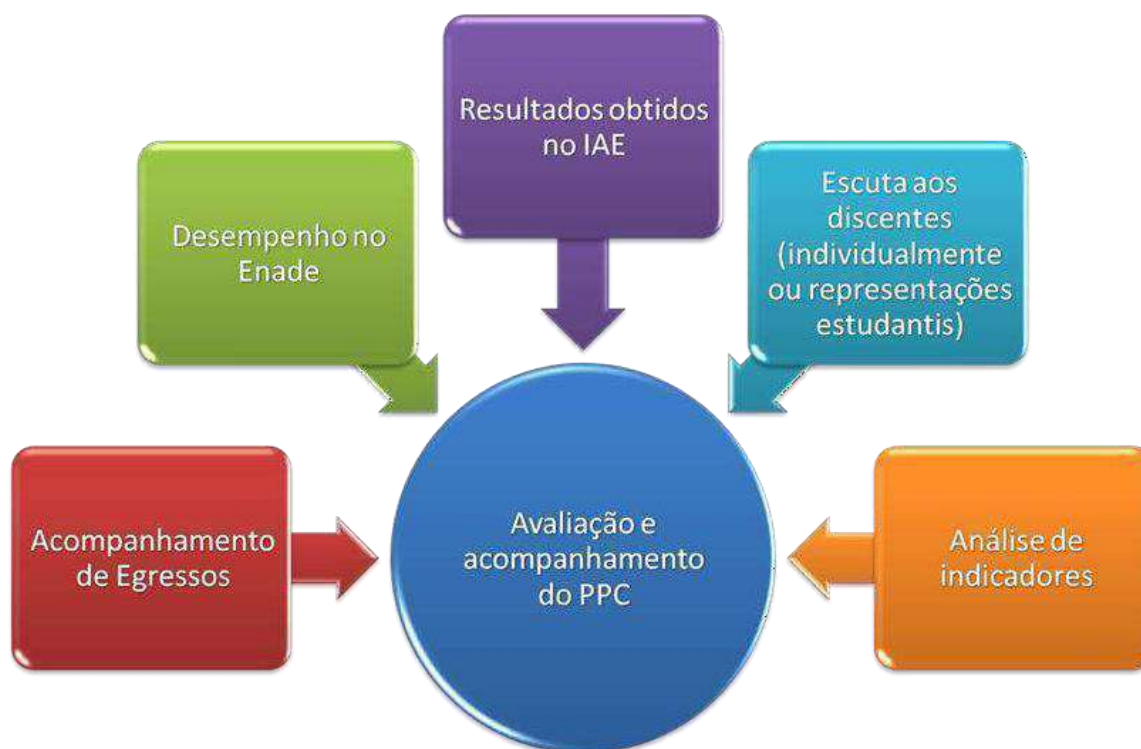 Resultados obtidos
no IAE
Desempenho no
Enade
Escuta aos
discentes
(individualmente
ou representações
estudantis)
Acompanhamento
de Egressos
Avaliação e
acompanhamento
do PPC
Análise de
indicadores